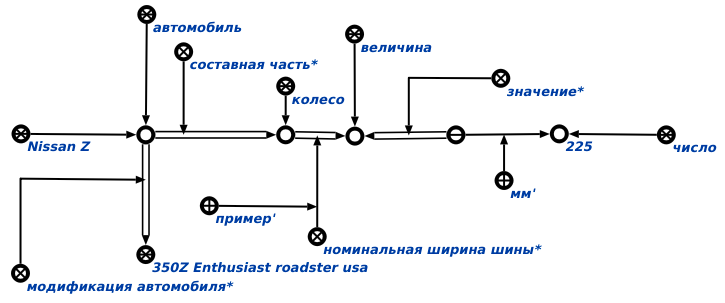 автомобиль
величина
составная часть*
значение*
колесо
Nissan Z
225
число
мм'
пример'
номинальная ширина шины*
350Z Enthusiast roadster usa
модификация автомобиля*